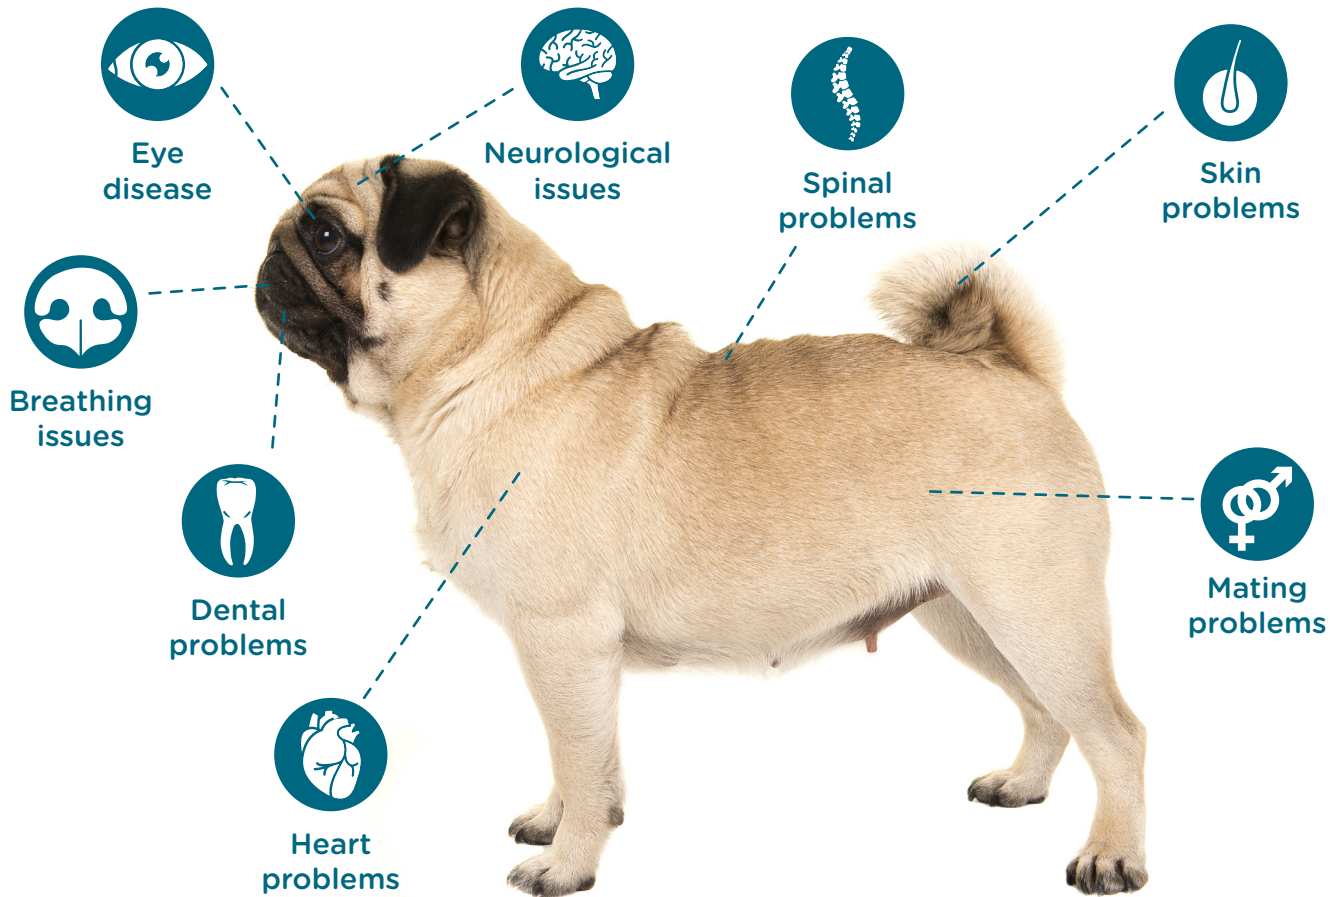 Eye
disease
Neurological
issues
Spinal
problems
Skin
problems
Breathing
issues
Dental
problems
Mating
problems
Heart
problems